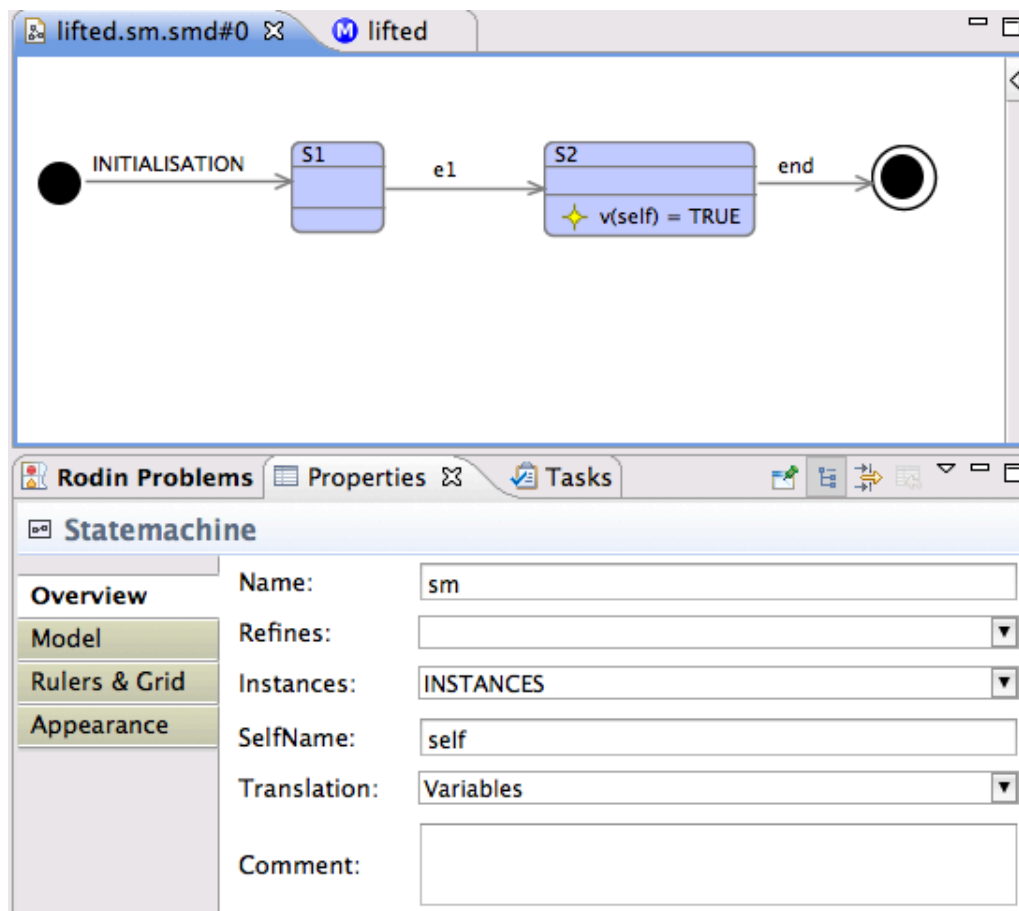 lifted.sm.smd#0 lifted
INITIALISATION S1 e1 S2 end
v(self) = TRUE
Rodin Problems Properties Tasks
Statemachine
Overview Name: sm
Model Refines:
Rulers & Grid Instances: INSTANCES
Appearance SelfName: self
Translation: Variables
Comment: